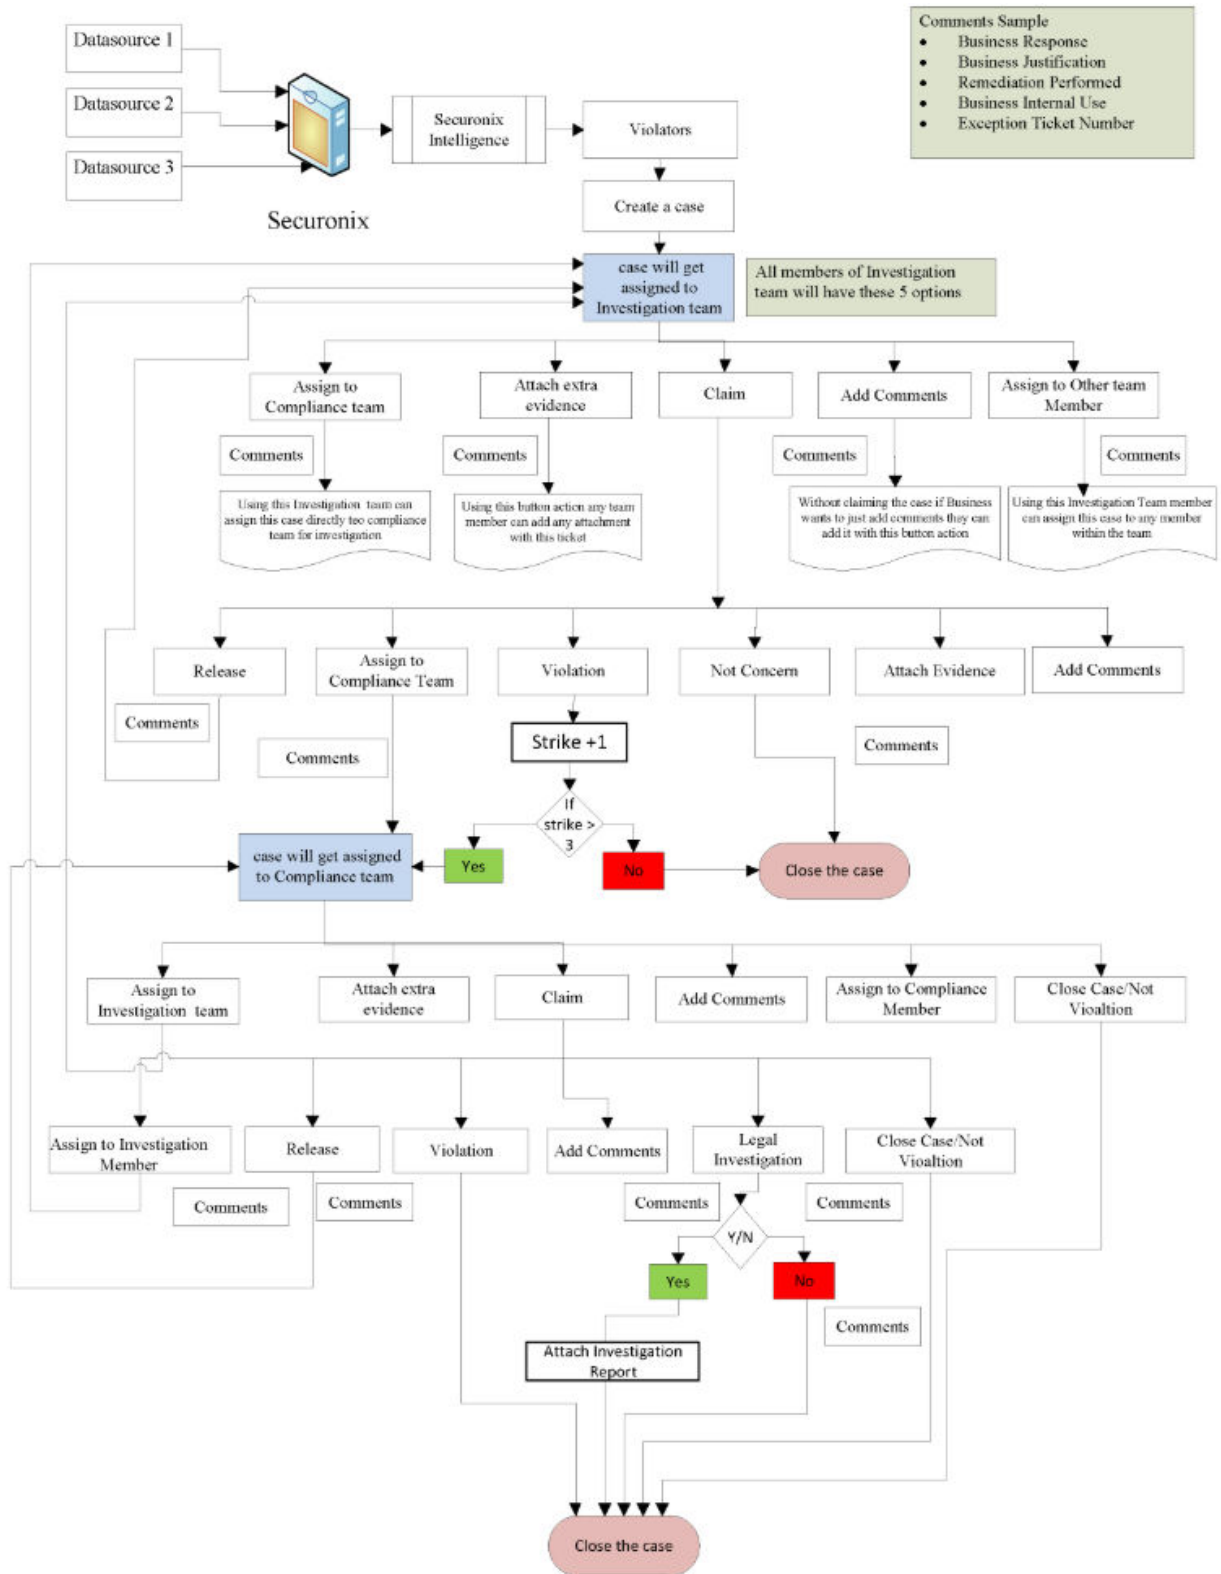 Datasource 1
Datasource 2
Datasource 3
Securonix
Securonix
Intelligence
Violators
Comments Sample
• Business Response
• Business Justification
• Remediation Performed
• Business Internal Use
• Exception Ticket Number
Create a case
case will get
assigned to
Investigation team
All members of Investigation
team will have these 5 options
Assign to
Compliance team
Attach extra
evidence
Claim
Add Comments
Assign to Other team
Member
Comments
Comments
Comments
Comments
Using this Investigation team can
assign this case directly teo compliance
team for investigation
Using this button action any team
member can add any attachment
with this ticket
Without claiming the case if Business
wants to just add comments they can
add it with this button action
Using this Investigation Team member
can assign this case to any member
within the team
Release
Assign to
Compliance Team
Violation
Not Concern
Attach Evidence
Add Comments
Comments
Comments
Strike +1
Comments
If
strike >
3
Yes
No
case will get assigned
to Compliance team
Close the case
Assign to
Investigation team
Attach extra
evidence
Claim
Add Comments
Assign to Compliance
Member
Close Case/Not
Vioaltion
Assign to Investigation
Member
Release
Violation
Add Comments
Legal
Investigation
Close Case/Not
Vioaltion
Comments
Comments
Comments
Comments
Y/N
Yes
No
Comments
Attach Investigation
Report
Close the case